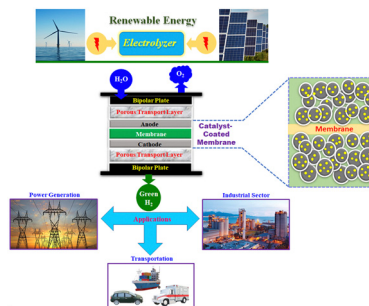 Renewable Energy
Electrolyzer
H₂O
O₂
Bipolar Plate
Porous Transport Layer
Anode
Membrane
Cathode
Porous Transport Layer
Bipolar Plate
Catalyst-
Coated
Membrane
Membrane
Green
H₂
Power Generation
Applications
Industrial Sector
Transportation